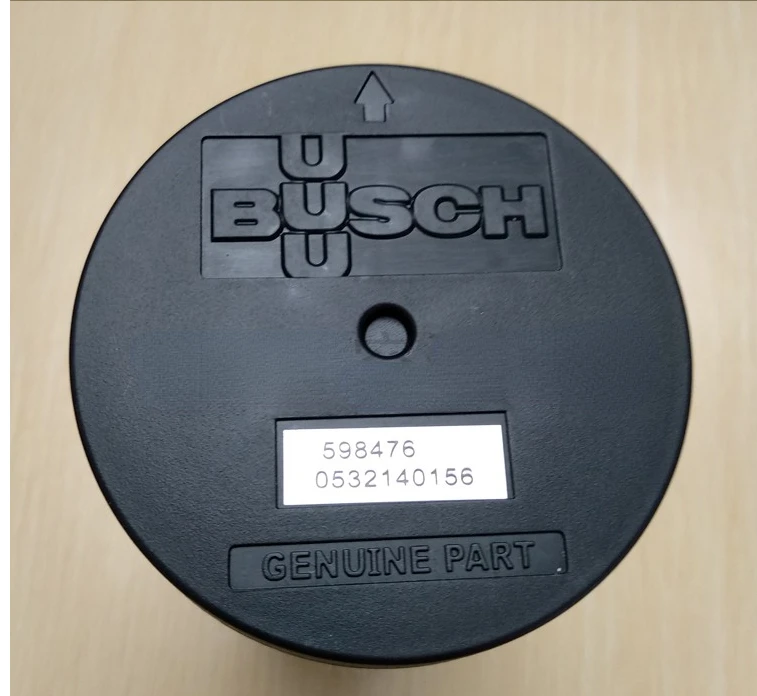 U
BUSCH
U
598476
0532140156
GENUINE PART